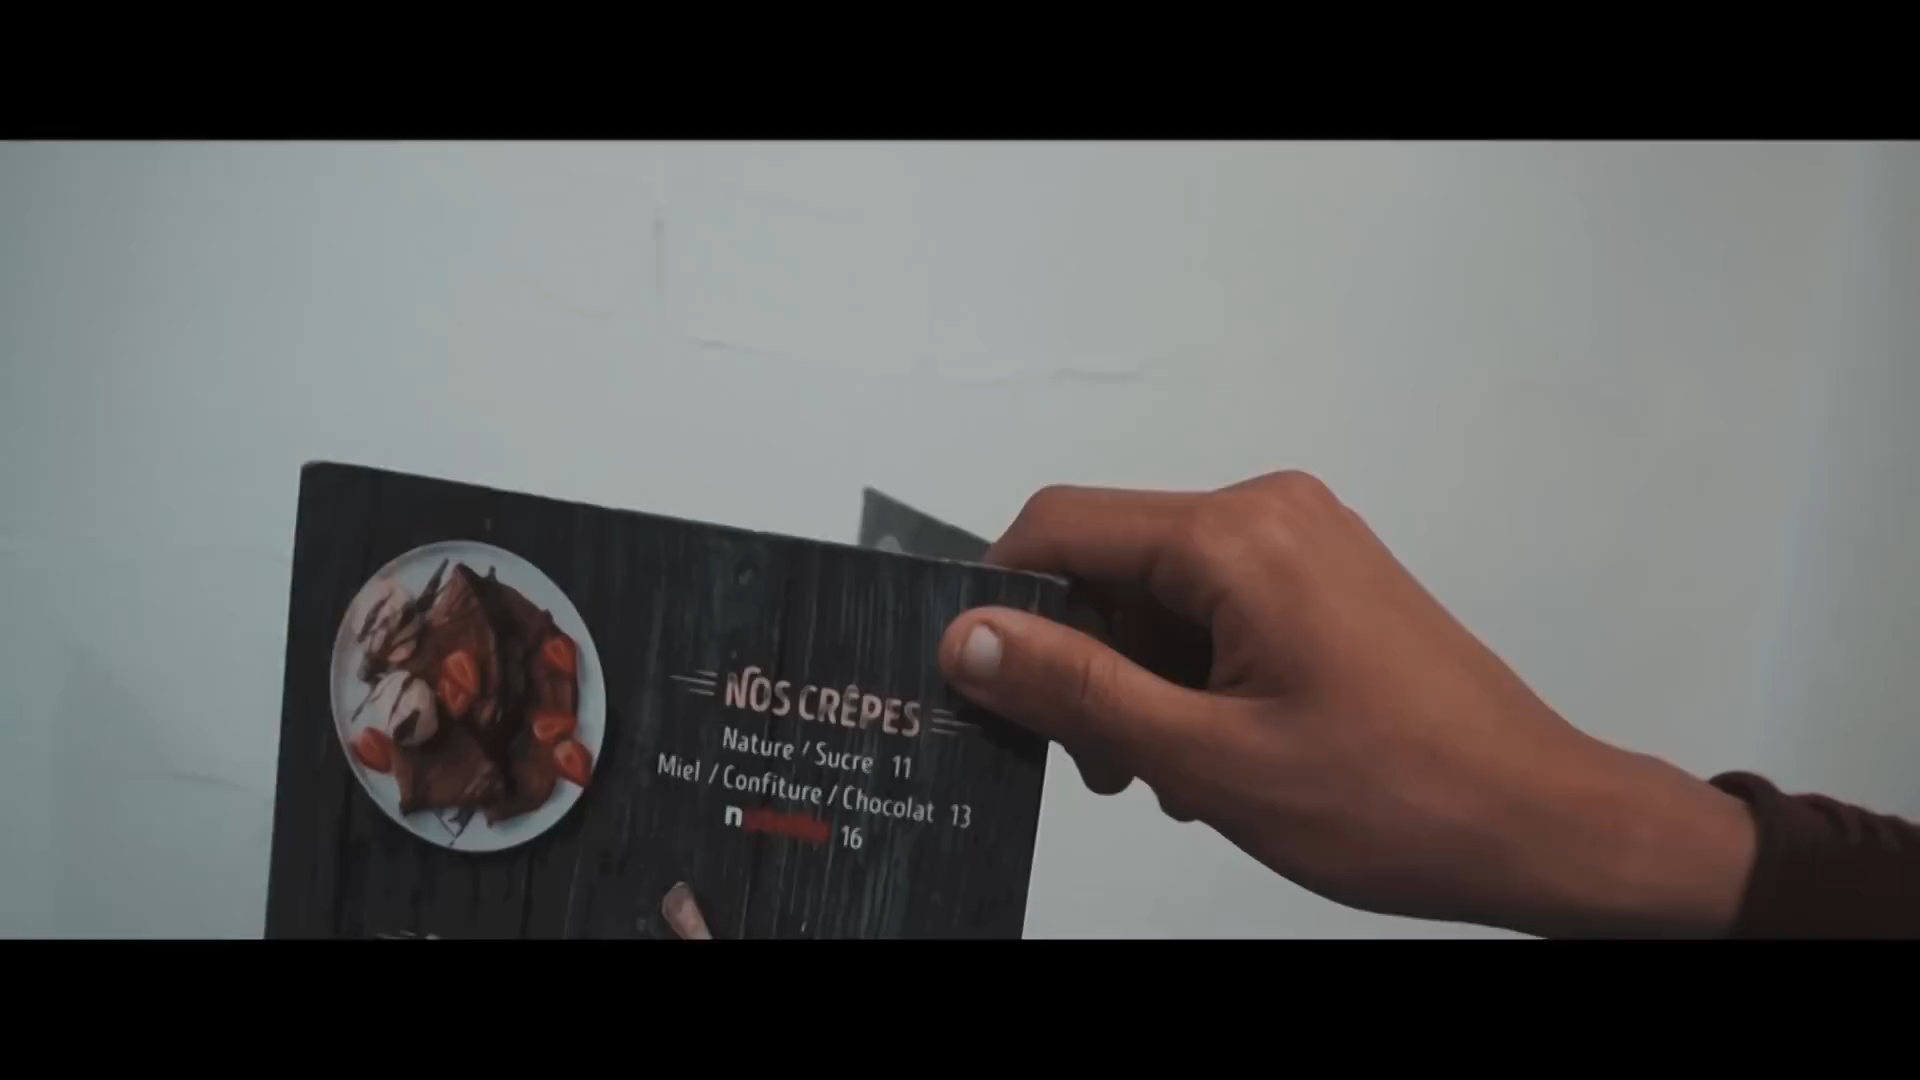 NOS CRÊPES
Nature / Sucre 11
Miel / Confiture / Chocolat 13
n 16